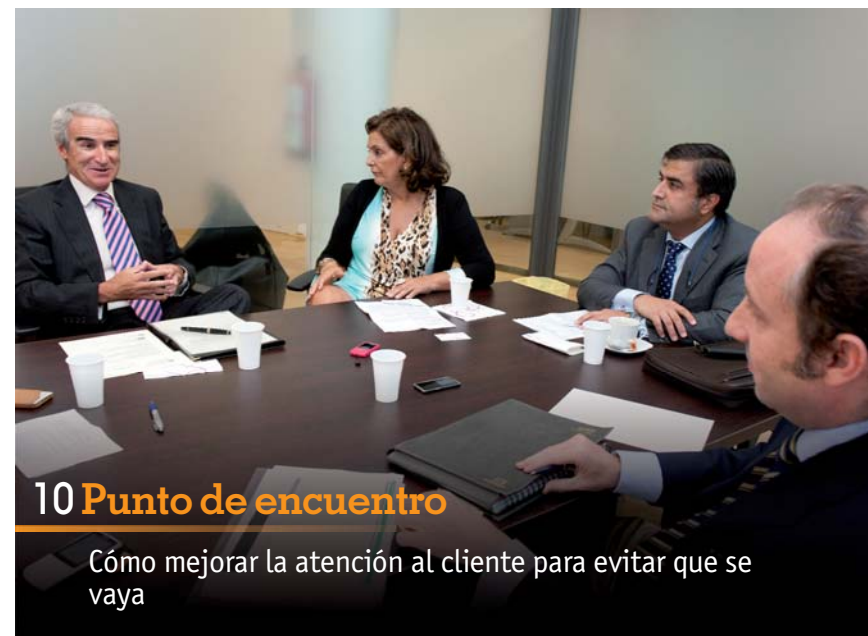 10 Punto de encuentro
Cómo mejorar la atención al cliente para evitar que se
vaya